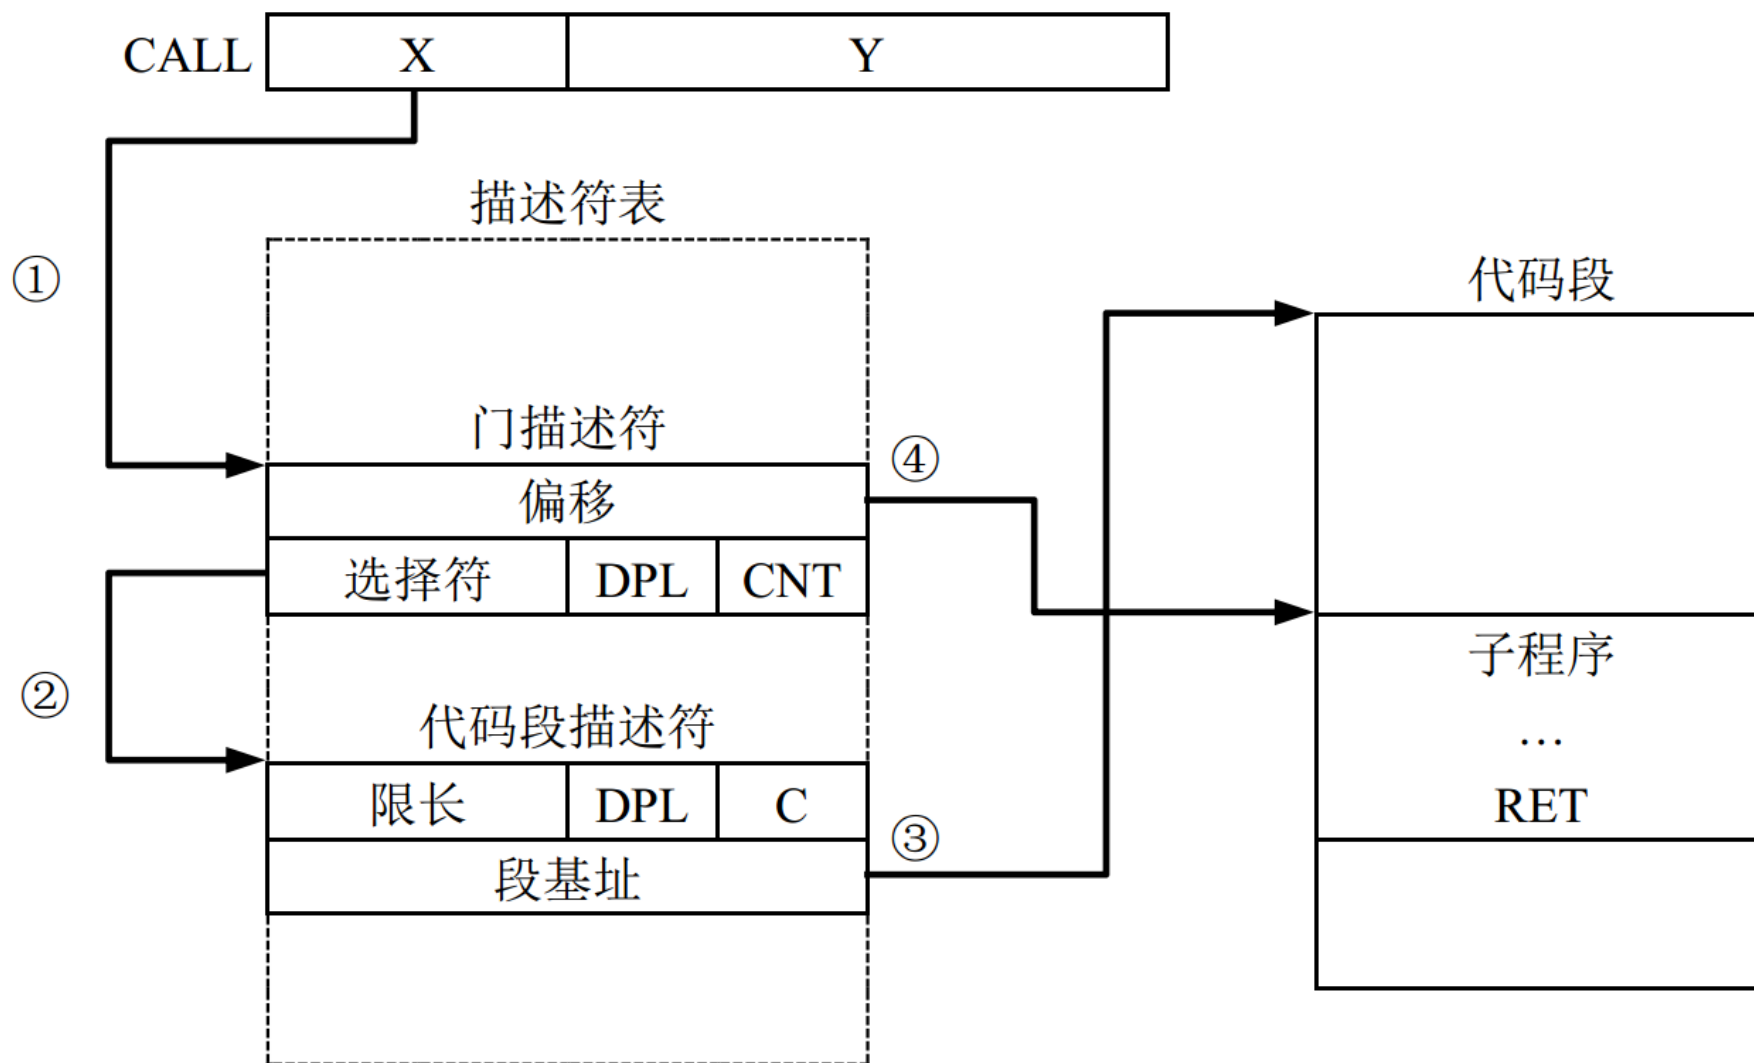 CALL X Y
描述符表
①
代码段
门描述符
④
偏移
选择符 DPL CNT
子程序
②
…
代码段描述符
限长 DPL C
RET
③
段基址